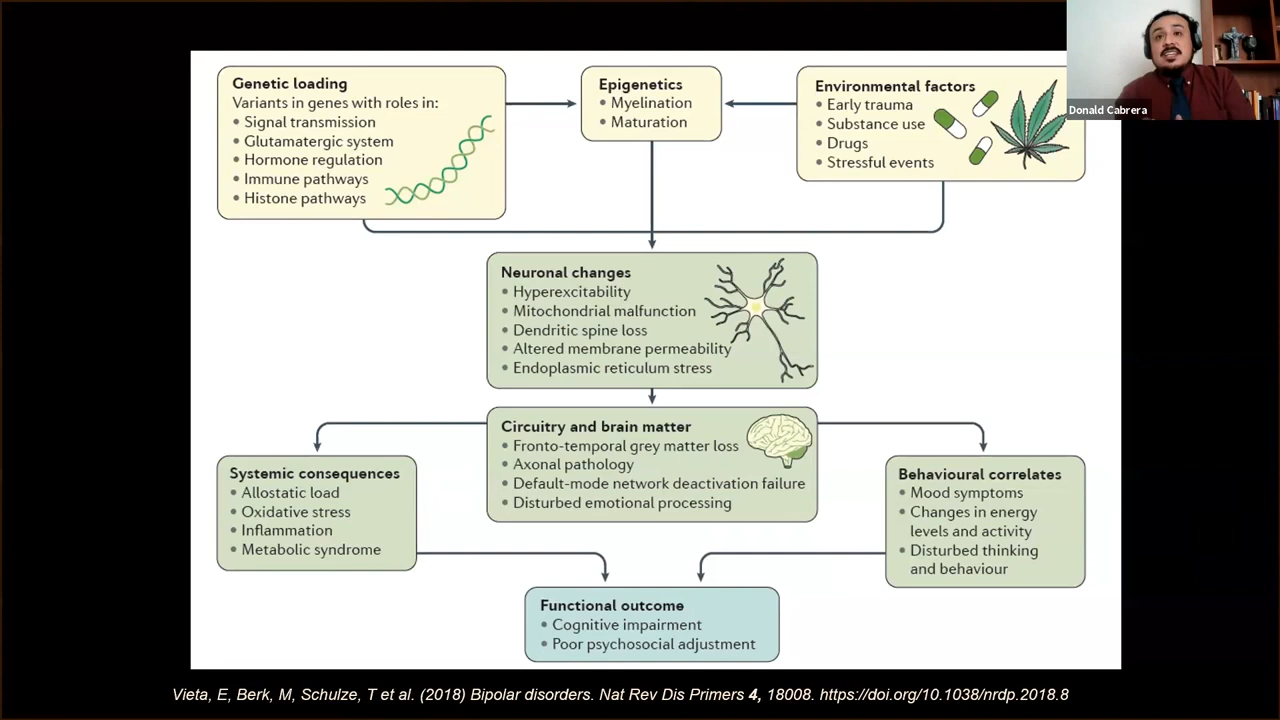 Genetic loading
Variants in genes with roles in:
• Signal transmission
• Glutamatergic system
• Hormone regulation
• Immune pathways
• Histone pathways
Epigenetics
• Myelination
• Maturation
Environmental factors
• Early trauma
• Substance use
• Drugs
• Stressful events
Donald Cabrera
Neuronal changes
• Hyperexcitability
• Mitochondrial malfunction
• Dendritic spine loss
• Altered membrane permeability
• Endoplasmic reticulum stress
Circuitry and brain matter
• Fronto-temporal grey matter loss
• Axonal pathology
• Default-mode network deactivation failure
• Disturbed emotional processing
Systemic consequences
• Allostatic load
• Oxidative stress
• Inflammation
• Metabolic syndrome
Behavioural correlates
• Mood symptoms
• Changes in energy
levels and activity
• Disturbed thinking
and behaviour
Functional outcome
• Cognitive impairment
• Poor psychosocial adjustment
Vieta, E, Berk, M, Schulze, T et al. (2018) Bipolar disorders. Nat Rev Dis Primers 4, 18008. https://doi.org/10.1038/nrdp.2018.8